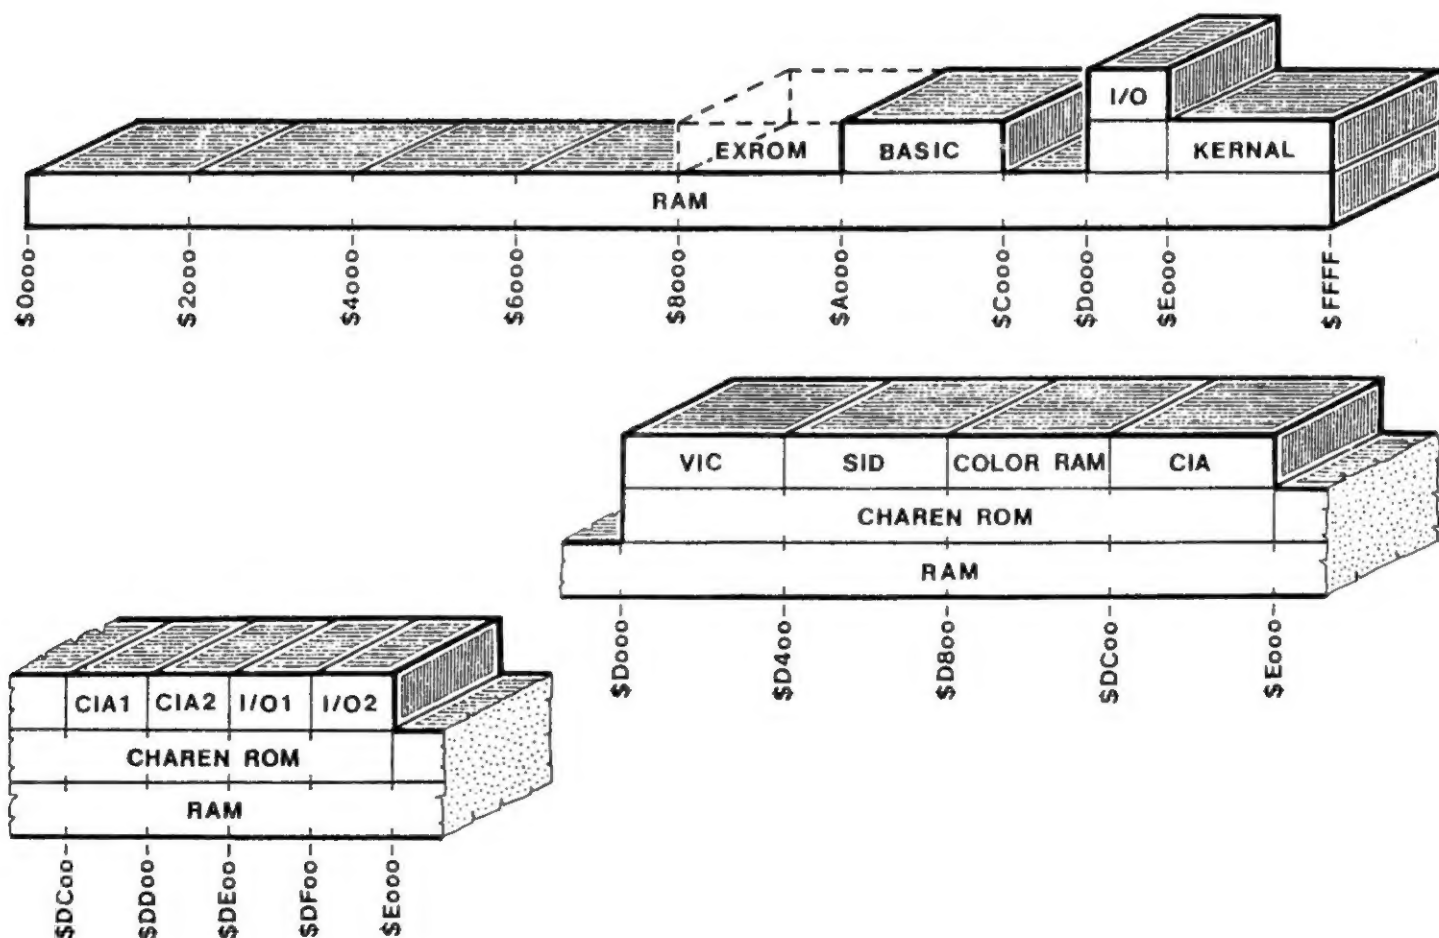 I/O
EXROM BASIC KERNAL
RAM
$0000 $2000 $4000 $6000 $8000 $A000 $C000 $D000 $E000 $FFFF
VIC SID COLOR RAM CIA
CHAREN ROM
RAM
$D000 $D400 $D800 $DC00 $E000
CIA1 CIA2 I/O1 I/O2
CHAREN ROM
RAM
$DC00 $DD00 $DE00 $DF00 $E000